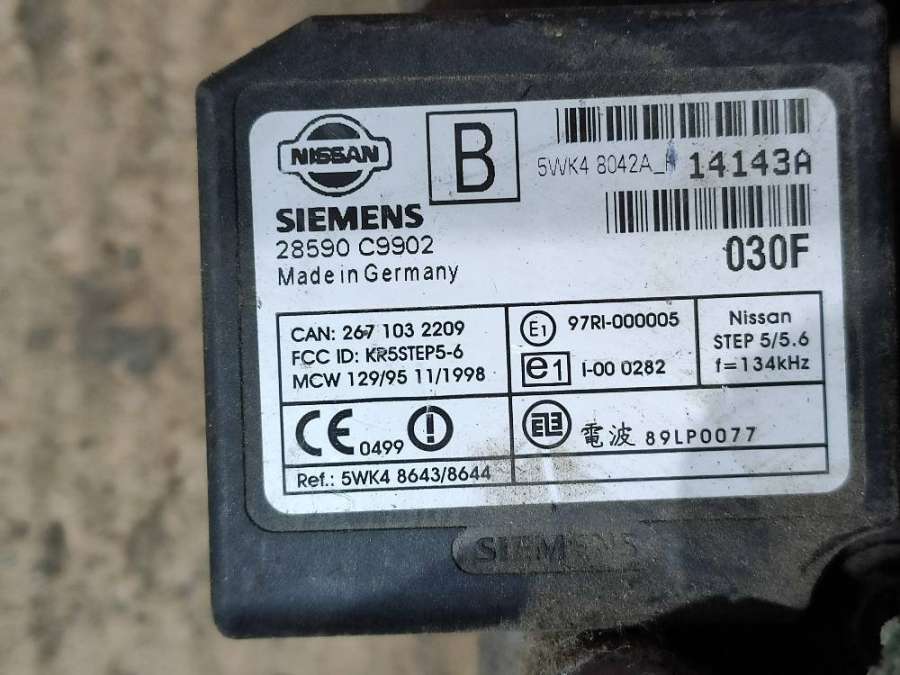 NISSAN
B
5WK4 8042A_
14143A
SIEMENS
28590 C9902
030F
Made in Germany
CAN: 267 103 2209
FCC ID: KR5STEP5-6
MCW 129/95 11/1998
E1 97RI-000005
e1 I-00 0282
Nissan
STEP 5/5.6
f=134kHz
CE 0499
電波 89LP0077
Ref.: 5WK4 8643/8644
SIEMENS